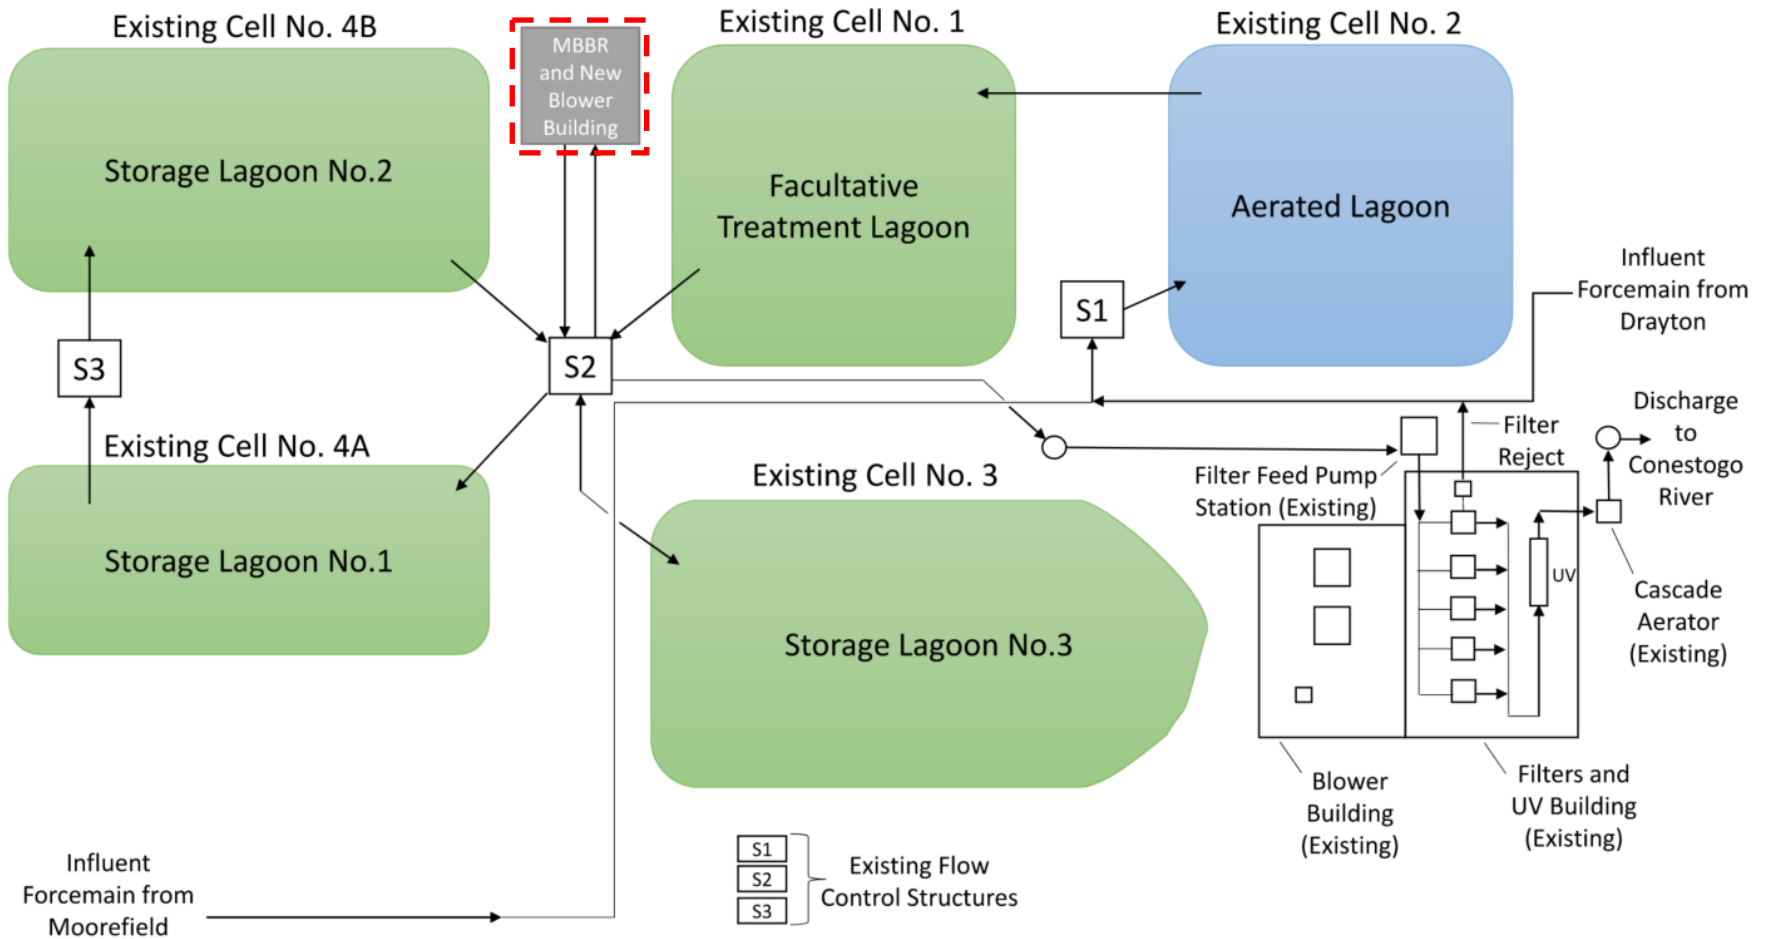 Existing Cell No. 4B
Existing Cell No. 1
Existing Cell No. 2
MBBR
and New
Blower
Building
Storage Lagoon No.2
Facultative
Treatment Lagoon
Aerated Lagoon
Influent
Forcemain from
Drayton
S1
S2
S3
Existing Cell No. 4A
Storage Lagoon No.1
Existing Cell No. 3
Storage Lagoon No.3
Filter Feed Pump
Station (Existing)
Filter
Reject
Discharge
to
Conestogo
River
UV
Cascade
Aerator
(Existing)
Blower
Building
(Existing)
Filters and
UV Building
(Existing)
Influent
Forcemain from
Moorefield
S1
S2
S3
Existing Flow
Control Structures